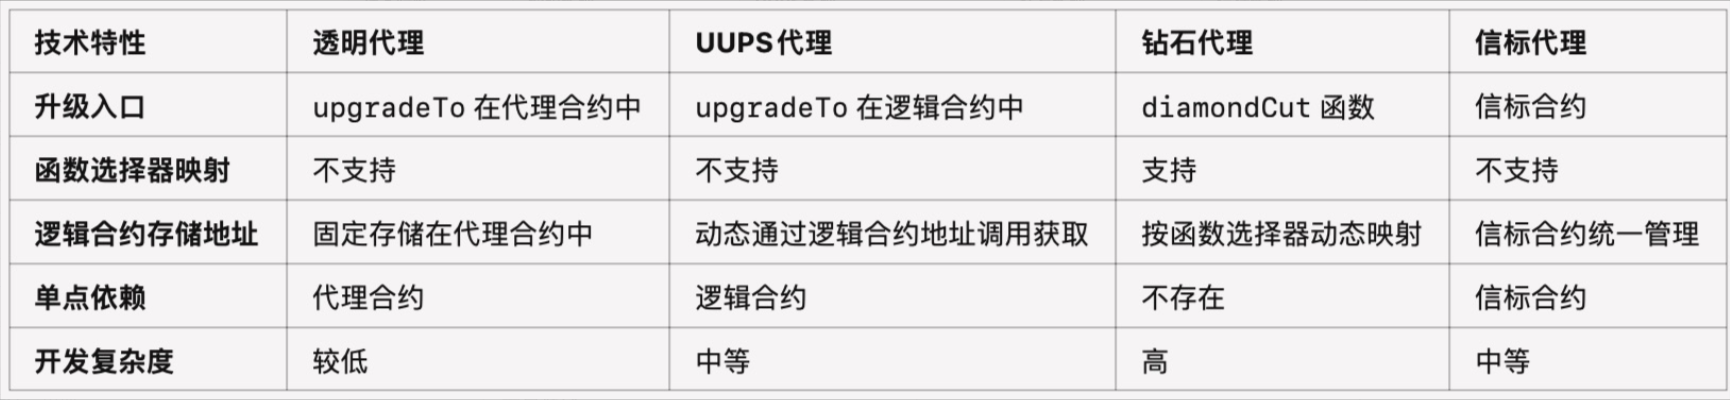 技术特性 透明代理 UUPS代理 钻石代理 信标代理
升级入口 upgradeTo 在代理合约中 upgradeTo 在逻辑合约中 diamondCut 函数 信标合约
函数选择器映射 不支持 不支持 支持 不支持
逻辑合约存储地址 固定存储在代理合约中 动态通过逻辑合约地址调用获取 按函数选择器动态映射 信标合约统一管理
单点依赖 代理合约 逻辑合约 不存在 信标合约
开发复杂度 较低 中等 高 中等